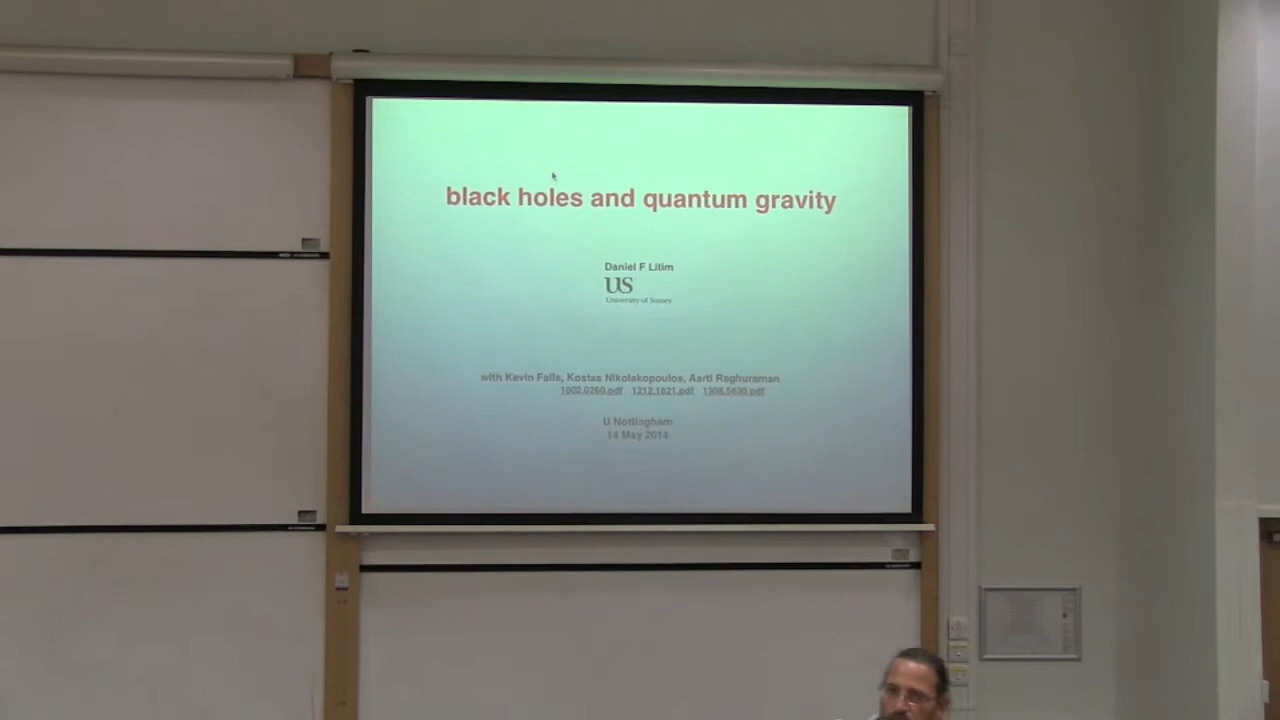 black holes and quantum gravity
Daniel F Litim
US
University of Sussex
with Kevin Falls, Kostas Nikolakopoulos, Aarti Raghuraman
1002.0260.pdf 1212.1821.pdf 1308.5630.pdf
U Nottingham
14 May 2014